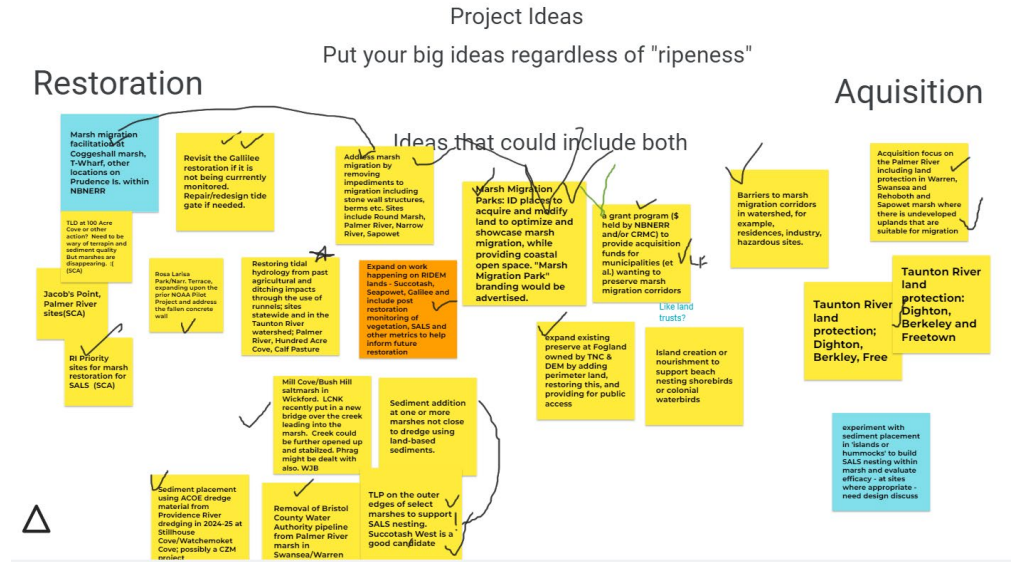 Project Ideas
Put your big ideas regardless of "ripeness"
Restoration
Aquisition
Ideas that could include both
Marsh migration
facilitation at
Coggeshall marsh,
T-Wharf, other
locations on
Prudence Is. within
NBNERR
Revisit the Gallilee
restoration if it is
not being currently
monitored.
Repair/redesign tide
gate if needed.
Address marsh
migration by
removing
impediments to
migration including
stone wall structures,
berms etc. Sites
include Round Marsh,
Palmer River, Narrow
River, Sapowet
Marsh Migration
Parks: ID places to
acquire and modify
land to optimize and
showcase marsh
migration, while
providing coastal
open space. "Marsh
Migration Park"
branding would be
advertised.
a grant program ($
held by NBNERR
and/or CRMC) to
provide acquisition
funds for
municipalities (et
al.) wanting to
preserve marsh
migration corridors
LF
Like land
trusts?
Barriers to marsh
migration corridors
in watershed, for
example,
residences, industry,
hazardous sites.
Acquisition focus on
the Palmer River
including land
protection in Warren,
Swansea and
Rehoboth and
Sapowet marsh where
there is undeveloped
uplands that are
suitable for migration
TLD at 100 Acre
Cove or other
action? Need to be
wary of terrapin and
sediment quality
But marshes are
disappearing. :(
(SCA)
Jacob's Point,
Palmer River
sites(SCA)
RI Priority
sites for marsh
restoration for
SALS (SCA)
Rosa Larisa
Park/Narr. Terrace,
expanding upon the
prior NOAA Pilot
Project and address
the fallen concrete
wall
Restoring tidal
hydrology from past
agricultural and
ditching impacts
through the use of
runnels; sites
statewide and in the
Taunton River
watershed; Palmer
River, Hundred Acre
Cove, Calf Pasture
Expand on work
happening on RIDEM
lands - Succotash,
Seapowet, Galilee and
include post
restoration
monitoring of
vegetation, SALS and
other metrics to help
inform future
restoration
expand existing
preserve at Fogland
owned by TNC &
DEM by adding
perimeter land,
restoring this, and
providing for public
access
Island creation or
nourishment to
support beach
nesting shorebirds
or colonial
waterbirds
Taunton River
land
protection;
Dighton,
Berkley, Free
Taunton River
land
protection:
Dighton,
Berkeley and
Freetown
Mill Cove/Bush Hill
saltmarsh in
Wickford. LCNK
recently put in a new
bridge over the creek
leading into the
marsh. Creek could
be further opened up
and stabilzed. Phrag
might be dealt with
also. WJB
Sediment addition
at one or more
marshes not close
to dredge using
land-based
sediments.
experiment with
sediment placement
in 'islands or
hummocks' to build
SALS nesting within
marsh and evaluate
efficacy - at sites
where appropriate -
need design discuss
Sediment placement
using ACOE dredge
material from
Providence River
dredging in 2024-25 at
Stillhouse
Cove/Watchemoket
Cove; possibly a CZM
project
Removal of Bristol
County Water
Authority pipeline
from Palmer River
marsh in
Swansea/Warren
TLP on the outer
edges of select
marshes to support
SALS nesting.
Succotash West is a
good candidate